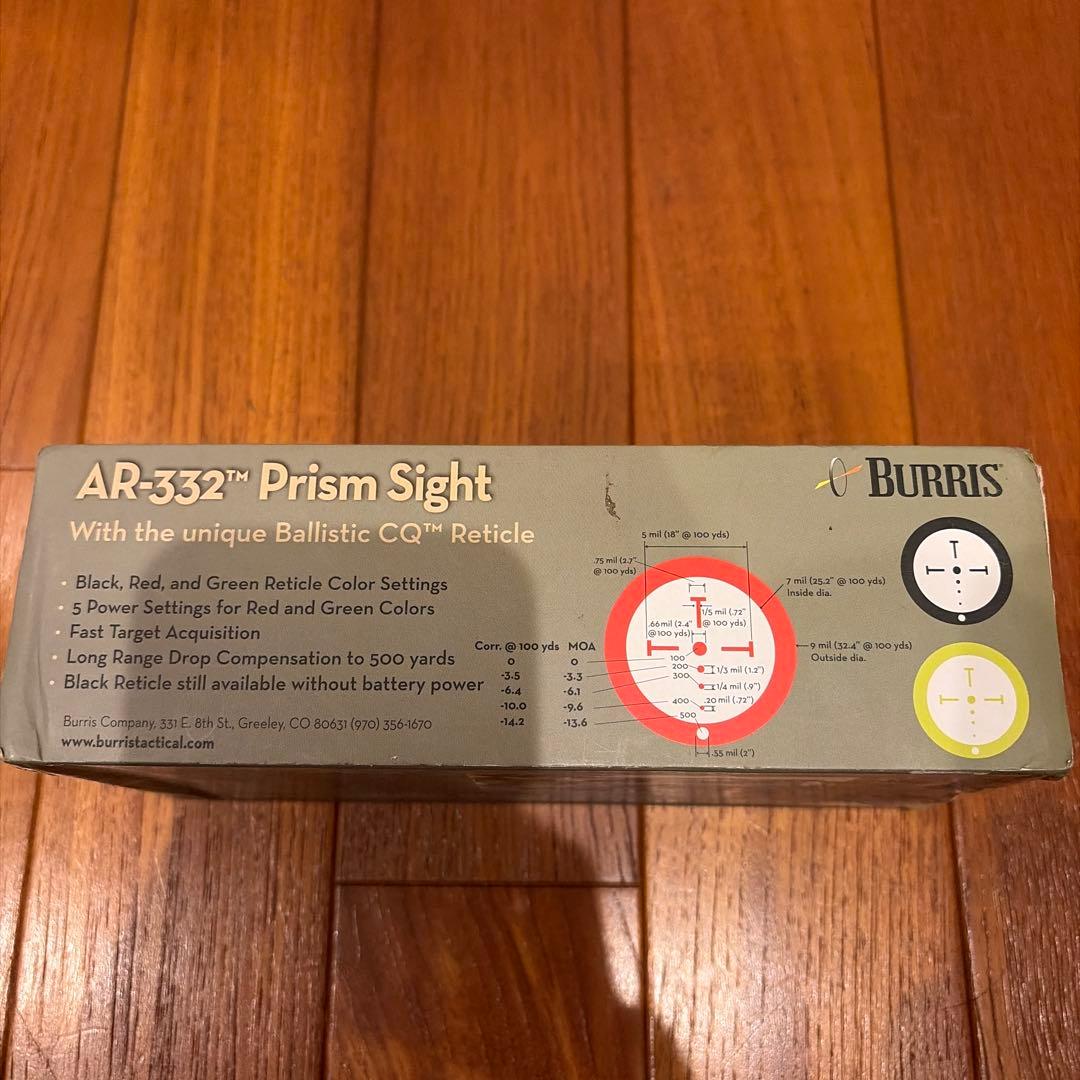 AR-332™ Prism Sight
With the unique Ballistic CQ™ Reticle
• Black, Red, and Green Reticle Color Settings
• 5 Power Settings for Red and Green Colors
• Fast Target Acquisition
• Long Range Drop Compensation to 500 yards
• Black Reticle still available without battery power
Burris Company, 331 E. 8th St., Greeley, CO 80631 (970) 356-1670
www.burristactical.com
Corr. @ 100 yds MOA
0 0
-3.5 -3.3
-6.4 -6.1
-10.0 -9.6
-14.2 -13.6
5 mil (18" @ 100 yds)
.75 mil (2.7"
@ 100 yds)
1/5 mil (.72"
@ 100 yds)
.66 mil (2.4"
@ 100 yds)
100
200
300
400
500
1/3 mil (1.2")
1/4 mil (.9")
.20 mil (.72")
.55 mil (2")
7 mil (25.2" @ 100 yds)
Inside dia.
9 mil (32.4" @ 100 yds)
Outside dia.
BURRIS®